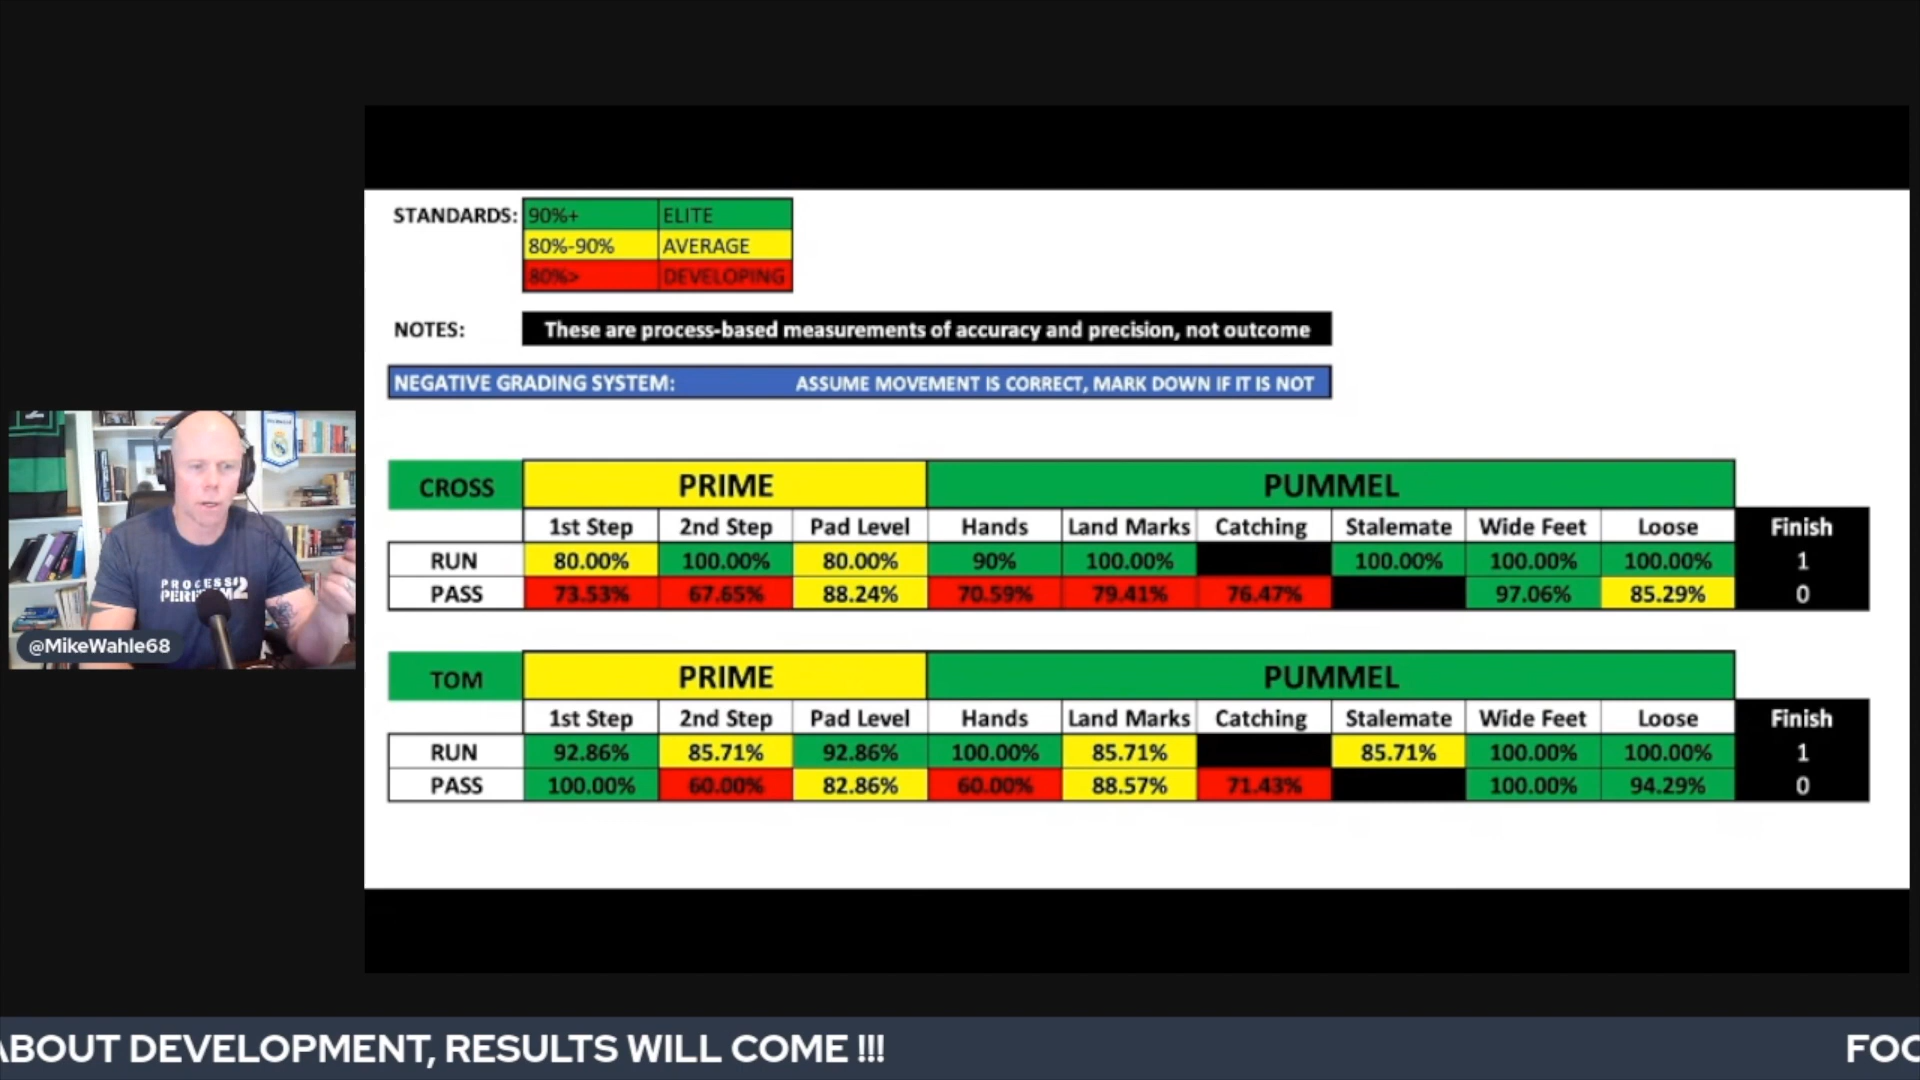 STANDARDS: 90%+ ELITE
80%-90% AVERAGE
80%> DEVELOPING
NOTES: These are process-based measurements of accuracy and precision, not outcome
NEGATIVE GRADING SYSTEM: ASSUME MOVEMENT IS CORRECT, MARK DOWN IF IT IS NOT
CROSS PRIME PUMMEL
1st Step 2nd Step Pad Level Hands Land Marks Catching Stalemate Wide Feet Loose Finish
RUN 80.00% 100.00% 80.00% 90% 100.00% 100.00% 100.00% 100.00% 1
PASS 73.53% 67.65% 88.24% 70.59% 79.41% 76.47% 97.06% 85.29% 0
TOM PRIME PUMMEL
1st Step 2nd Step Pad Level Hands Land Marks Catching Stalemate Wide Feet Loose Finish
RUN 92.86% 85.71% 92.86% 100.00% 85.71% 85.71% 100.00% 100.00% 1
PASS 100.00% 60.00% 82.86% 60.00% 88.57% 71.43% 100.00% 94.29% 0
PROCESS 2
@MikeWahle68
ABOUT DEVELOPMENT, RESULTS WILL COME !!! FOC